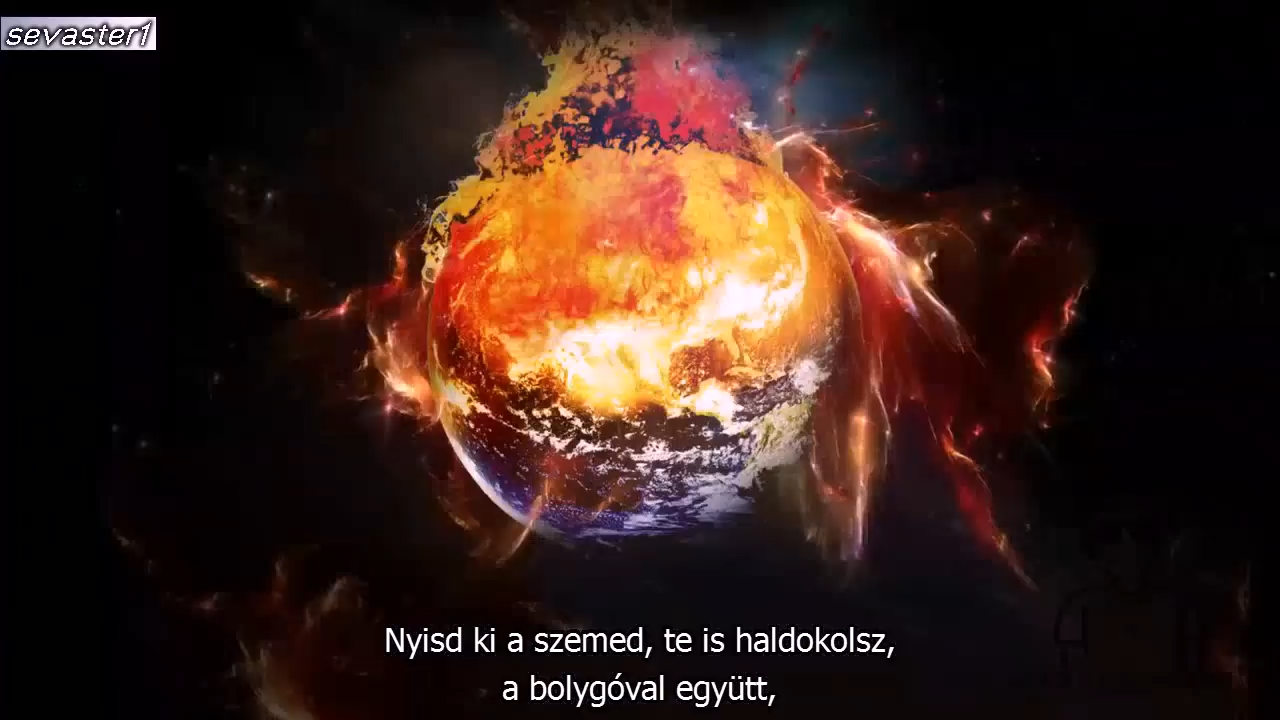 sevaster1
Nyisd ki a szemed, te is haldokolsz,
a bolygóval együtt,